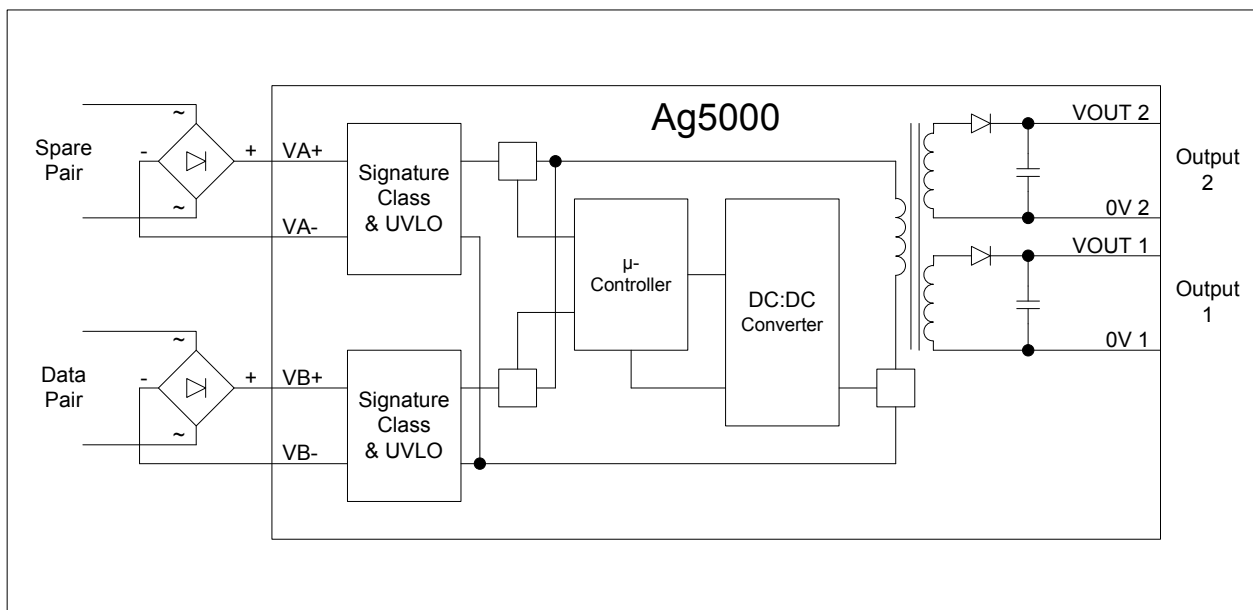 Ag5000
Spare
Pair
~
-
+
~
VA+
VA-
Signature
Class
& UVLO
Data
Pair
~
-
+
~
VB+
VB-
Signature
Class
& UVLO
µ-
Controller
DC:DC
Converter
VOUT 2
0V 2
Output
2
VOUT 1
0V 1
Output
1